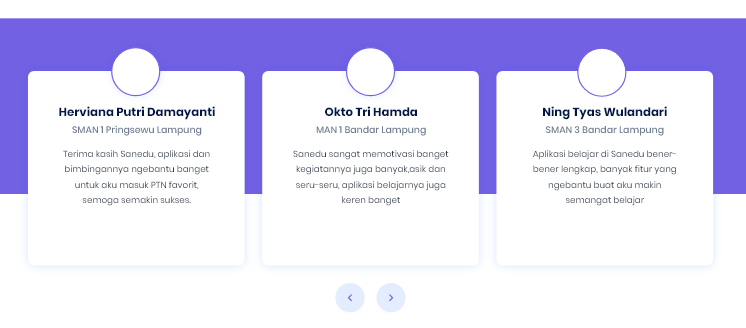 Herviana Putri Damayanti
SMAN 1 Pringsewu Lampung
Terima kasih Sanedu, aplikasi dan
bimbingannya ngebantu banget
untuk aku masuk PTN favorit,
semoga semakin sukses.
Okto Tri Hamda
MAN 1 Bandar Lampung
Sanedu sangat memotivasi banget
kegiatannya juga banyak,asik dan
seru-seru, aplikasi belajarnya juga
keren banget
Ning Tyas Wulandari
SMAN 3 Bandar Lampung
Aplikasi belajar di Sanedu bener-
bener lengkap, banyak fitur yang
ngebantu buat aku makin
semangat belajar